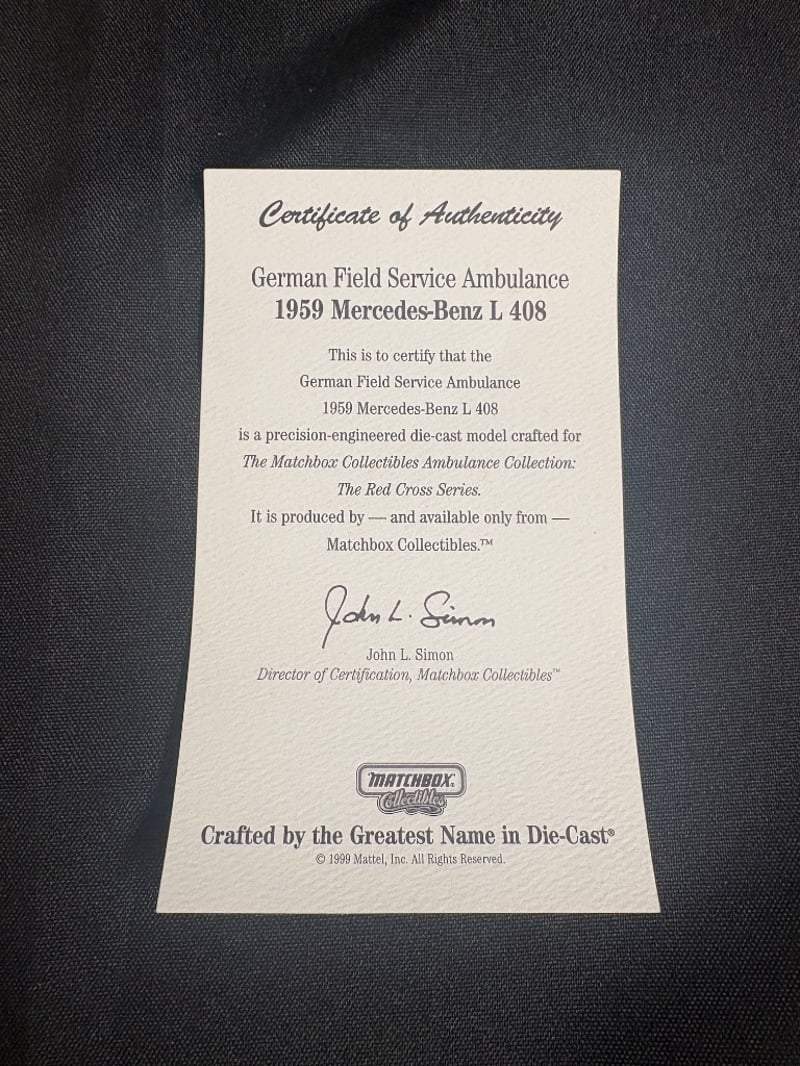 Certificate of Authenticity
German Field Service Ambulance
1959 Mercedes-Benz L 408
This is to certify that the
German Field Service Ambulance
1959 Mercedes-Benz L 408
is a precision-engineered die-cast model crafted for
The Matchbox Collectibles Ambulance Collection:
The Red Cross Series.
It is produced by — and available only from —
Matchbox Collectibles.™
John L. Simon
John L. Simon
Director of Certification, Matchbox Collectibles™
MATCHBOX
Collectibles
Crafted by the Greatest Name in Die-Cast®
© 1999 Mattel, Inc. All Rights Reserved.